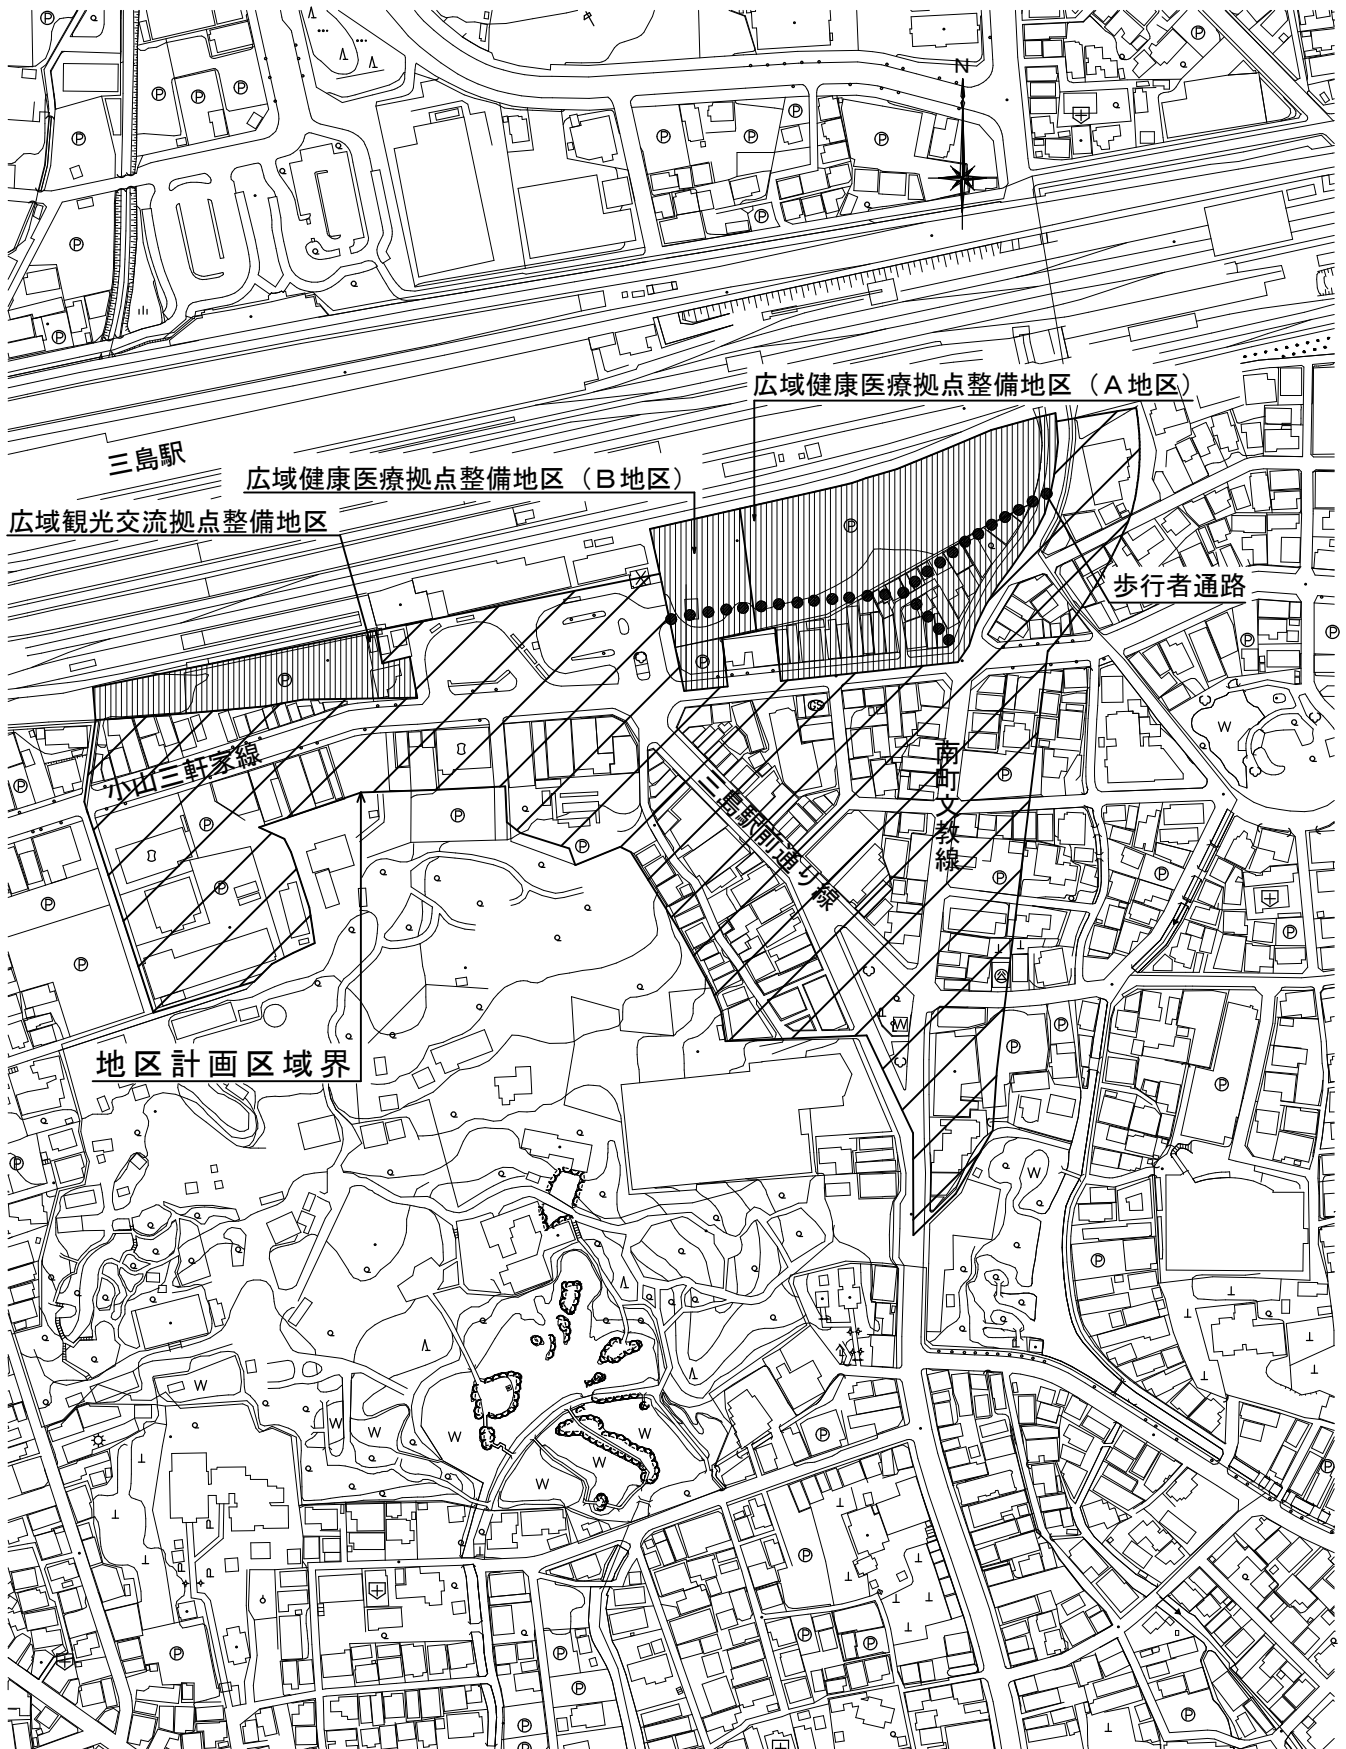 N
広域健康医療拠点整備地区（A地区）
三島駅
広域健康医療拠点整備地区（B地区）
広域観光交流拠点整備地区
歩行者通路
小山三軒家線
三島駅前通り線
南町文教線
地区計画区域界